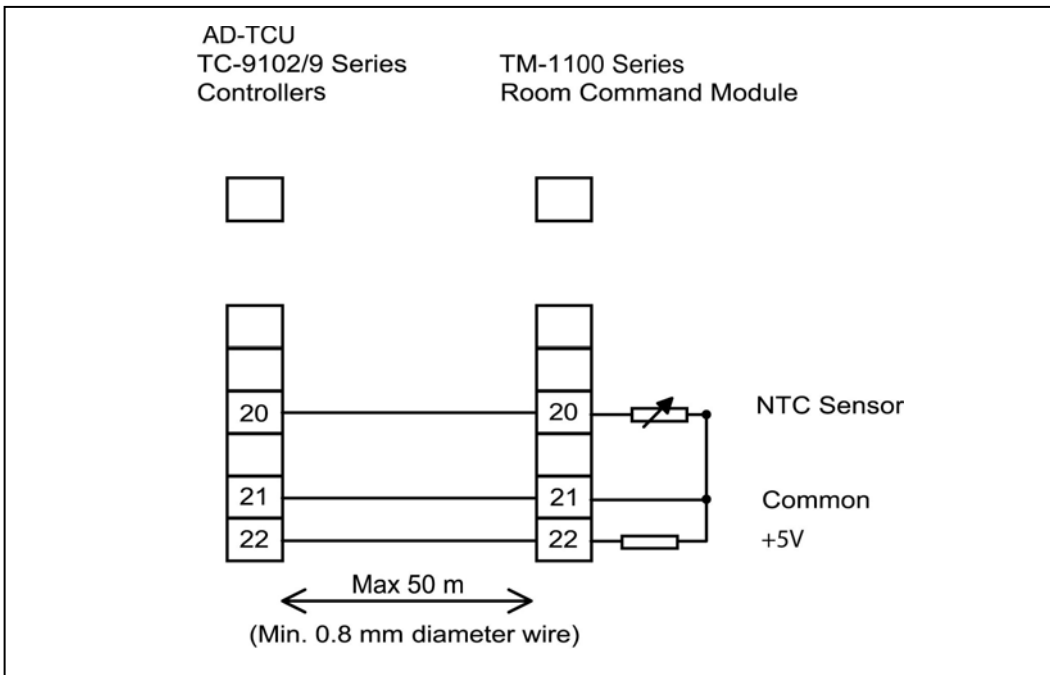 AD-TCU
TC-9102/9 Series
Controllers
TM-1100 Series
Room Command Module
20
20
NTC Sensor
21
21
Common
22
22
+5V
Max 50 m
(Min. 0.8 mm diameter wire)